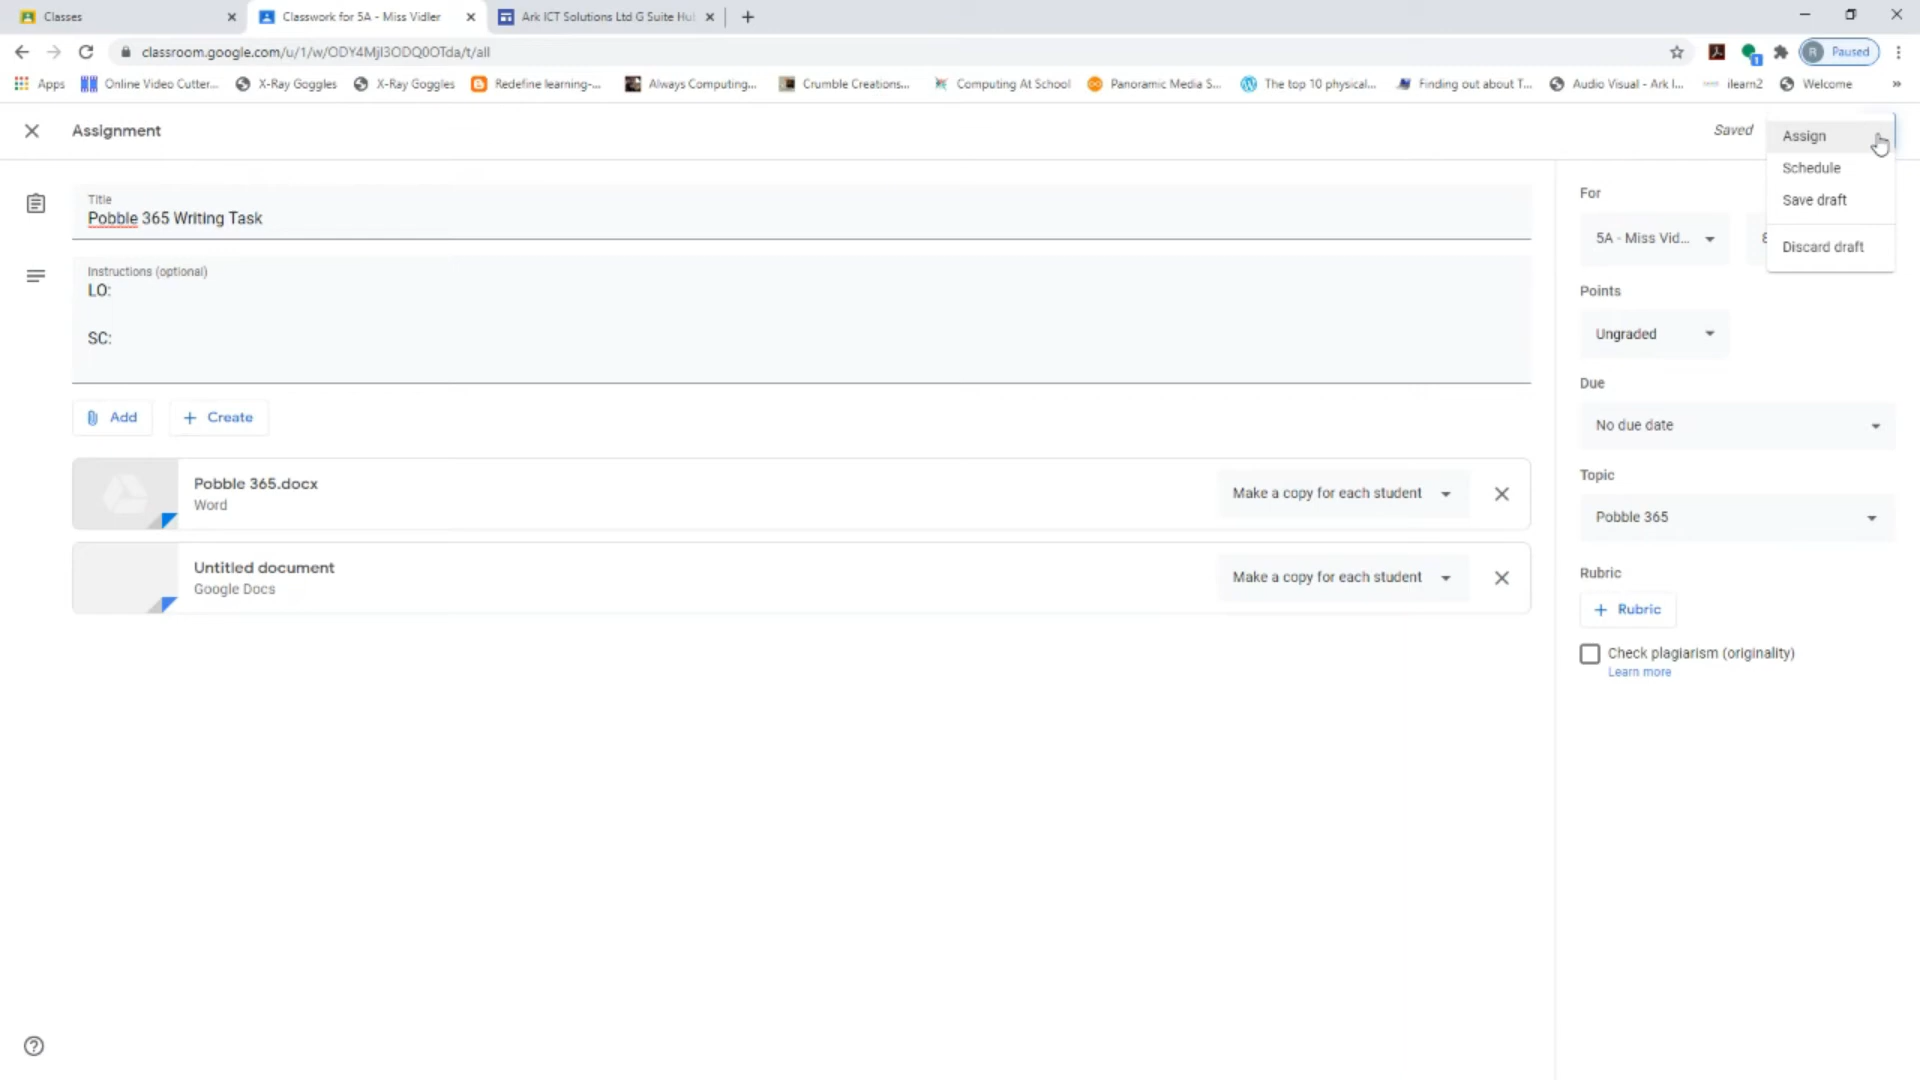 Classes
Classwork for 5A - Miss Vidler
Ark ICT Solutions Ltd G Suite Hu
classroom.google.com/u/1/w/ODY4MjI3ODQ0OTda/t/all
R Paused
Apps
Online Video Cutter...
X-Ray Goggles
X-Ray Goggles
Redefine learning-...
Always Computing...
Crumble Creations...
Computing At School
Panoramic Media S...
The top 10 physical...
Finding out about T...
Audio Visual - Ark I...
ilearn2
Welcome
»
Assignment
Saved
Assign
Schedule
Save draft
Discard draft
Title
Pobble 365 Writing Task
Instructions (optional)
LO:
SC:
Add
Create
Pobble 365.docx
Word
Make a copy for each student
Untitled document
Google Docs
Make a copy for each student
For
5A - Miss Vid...
Points
Ungraded
Due
No due date
Topic
Pobble 365
Rubric
Rubric
Check plagiarism (originality)
Learn more